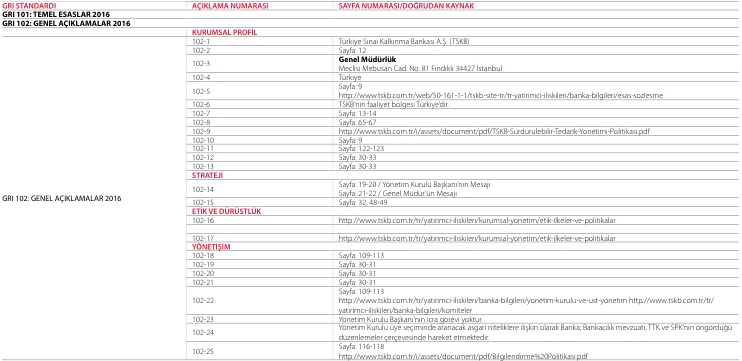 GRI STANDARDI AÇIKLAMA NUMARASI SAYFA NUMARASI/DOĞRUDAN KAYNAK
GRI 101: TEMEL ESASLAR 2016
GRI 102: GENEL AÇIKLAMALAR 2016
KURUMSAL PROFİL
102-1 Türkiye Sınai Kalkınma Bankası A.Ş. (TSKB)
102-2 Sayfa: 12
102-3 Genel Müdürlük
Meclisi Mebusan Cad. No: 81 Fındıklı 34427 İstanbul
102-4 Türkiye
102-5 Sayfa: 9
http://www.tskb.com.tr/web/50-161-1-1/tskb-site-tr/tr-yatirimci-iliskileri/banka-bilgileri/esas-sozlesme
102-6 TSKB'nin faaliyet bölgesi Türkiye'dir.
102-7 Sayfa: 13-14
102-8 Sayfa: 65-67
102-9 http://www.tskb.com.tr/i/assets/document/pdf/TSKB-Surdurulebilir-Tedarik-Yonetimi-Politikasi.pdf
102-10 Sayfa: 9
102-11 Sayfa: 122-123
102-12 Sayfa: 30-33
102-13 Sayfa: 30-33
STRATEJİ
102-14 Sayfa: 19-20 / Yönetim Kurulu Başkanı'nın Mesajı
Sayfa: 21-22 / Genel Müdür'ün Mesajı
GRI 102: GENEL AÇIKLAMALAR 2016
102-15 Sayfa: 32, 48-49
ETİK VE DÜRÜSTLÜK
102-16 http://www.tskb.com.tr/tr/yatirimci-iliskileri/kurumsal-yonetim/etik-ilkeler-ve-politikalar
102-17 http://www.tskb.com.tr/tr/yatirimci-iliskileri/kurumsal-yonetim/etik-ilkeler-ve-politikalar
YÖNETİŞİM
102-18 Sayfa: 109-113
102-19 Sayfa: 30-31
102-20 Sayfa: 30-31
102-21 Sayfa: 30-31
102-22 Sayfa: 109-113
http://www.tskb.com.tr/tr/yatirimci-iliskileri/banka-bilgileri/yonetim-kurulu-ve-ust-yonetim http://www.tskb.com.tr/tr/
yatirimci-iliskileri/banka-bilgileri/komiteler
102-23 Yönetim Kurulu Başkanı'nın icra görevi yoktur.
102-24 Yönetim Kurulu üye seçiminde aranacak asgari niteliklere ilişkin olarak Banka; Bankacılık mevzuatı, TTK ve SPK'nın öngördüğü
düzenlemeler çerçevesinde hareket etmektedir.
102-25 Sayfa: 116-118
http://www.tskb.com.tr/i/assets/document/pdf/Bilgilendirme%20Politikasi.pdf